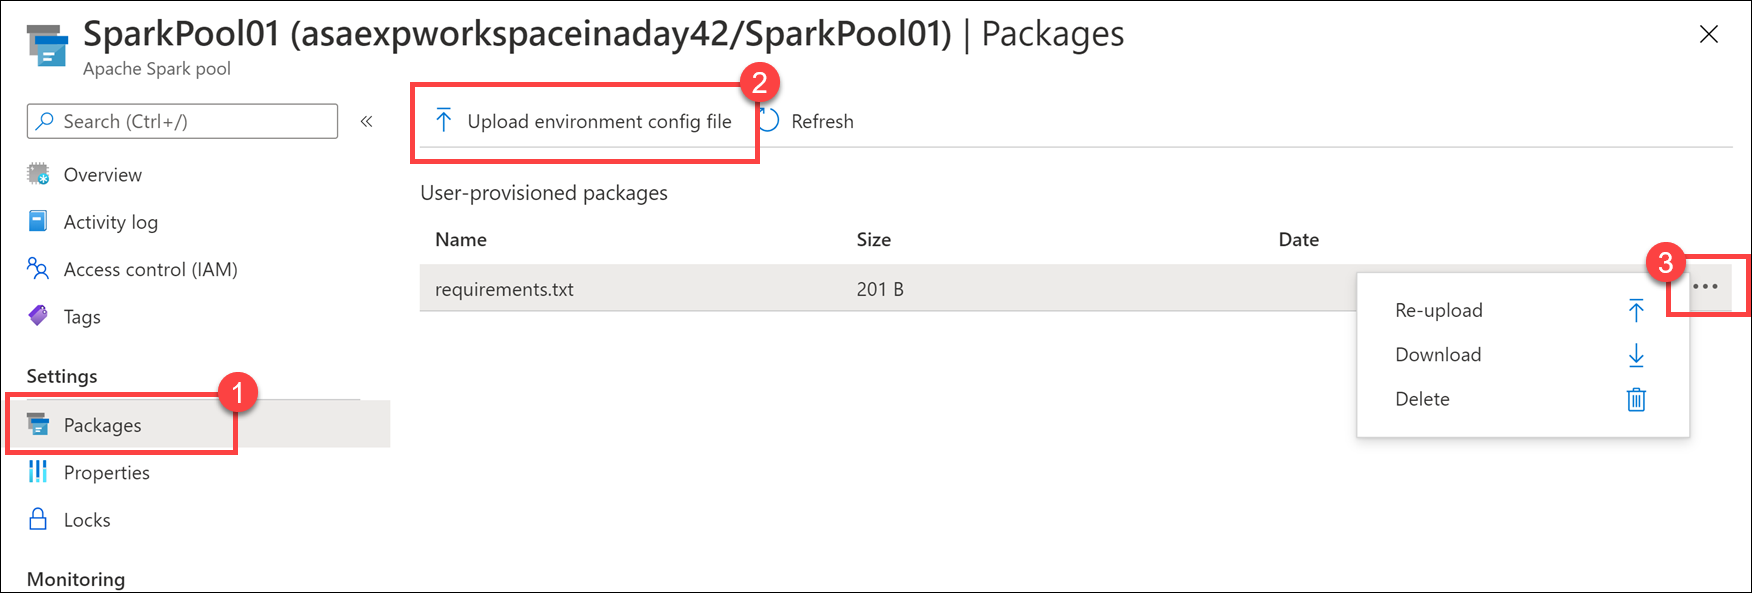 SparkPool01 (asaexpworkspaceinaday42/SparkPool01) | Packages
Apache Spark pool
Search (Ctrl+/)
«
Overview
Activity log
Access control (IAM)
Tags
Settings
1
Packages
Properties
Locks
Monitoring
2
Upload environment config file
Refresh
User-provisioned packages
Name Size Date
requirements.txt 201 B
3
Re-upload
Download
Delete